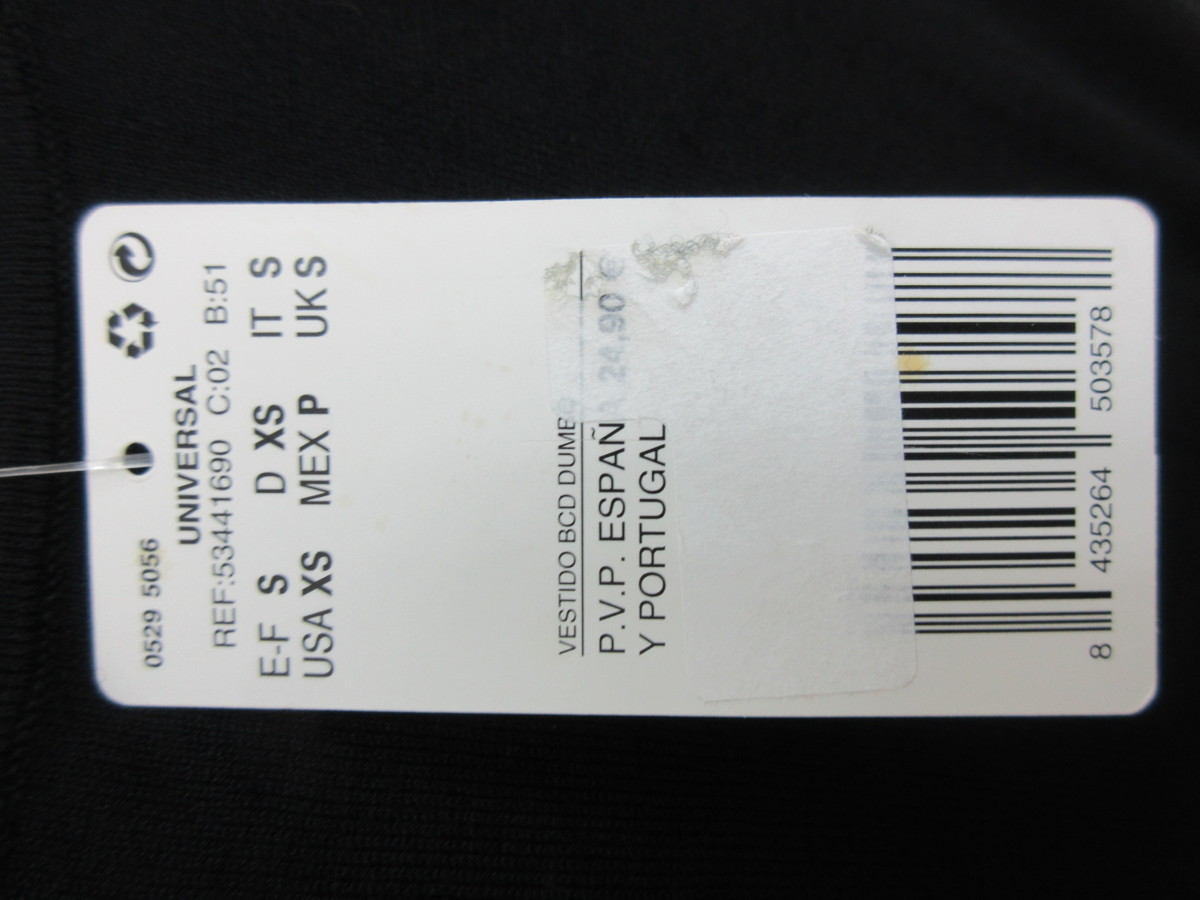 0529 5056
UNIVERSAL
REF:53441690 C:02 B:51
E-F S D XS IT S
USA XS MEX P UK S
VESTIDO BCD DUME
P.V.P. ESPAÑA 24,90 €
Y PORTUGAL
8 435264 503578